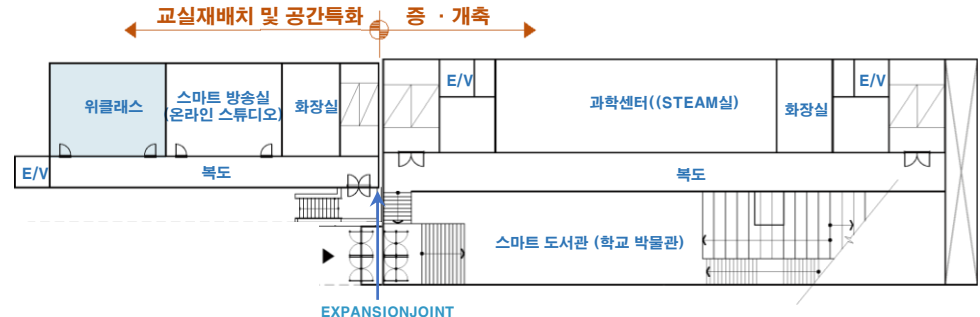 교실재배치 및 공간특화
증 · 개축
위클래스
스마트 방송실
(온라인 스튜디오)
화장실
E/V
과학센터((STEAM실)
화장실
E/V
E/V
복도
복도
스마트 도서관 (학교 박물관)
EXPANSIONJOINT